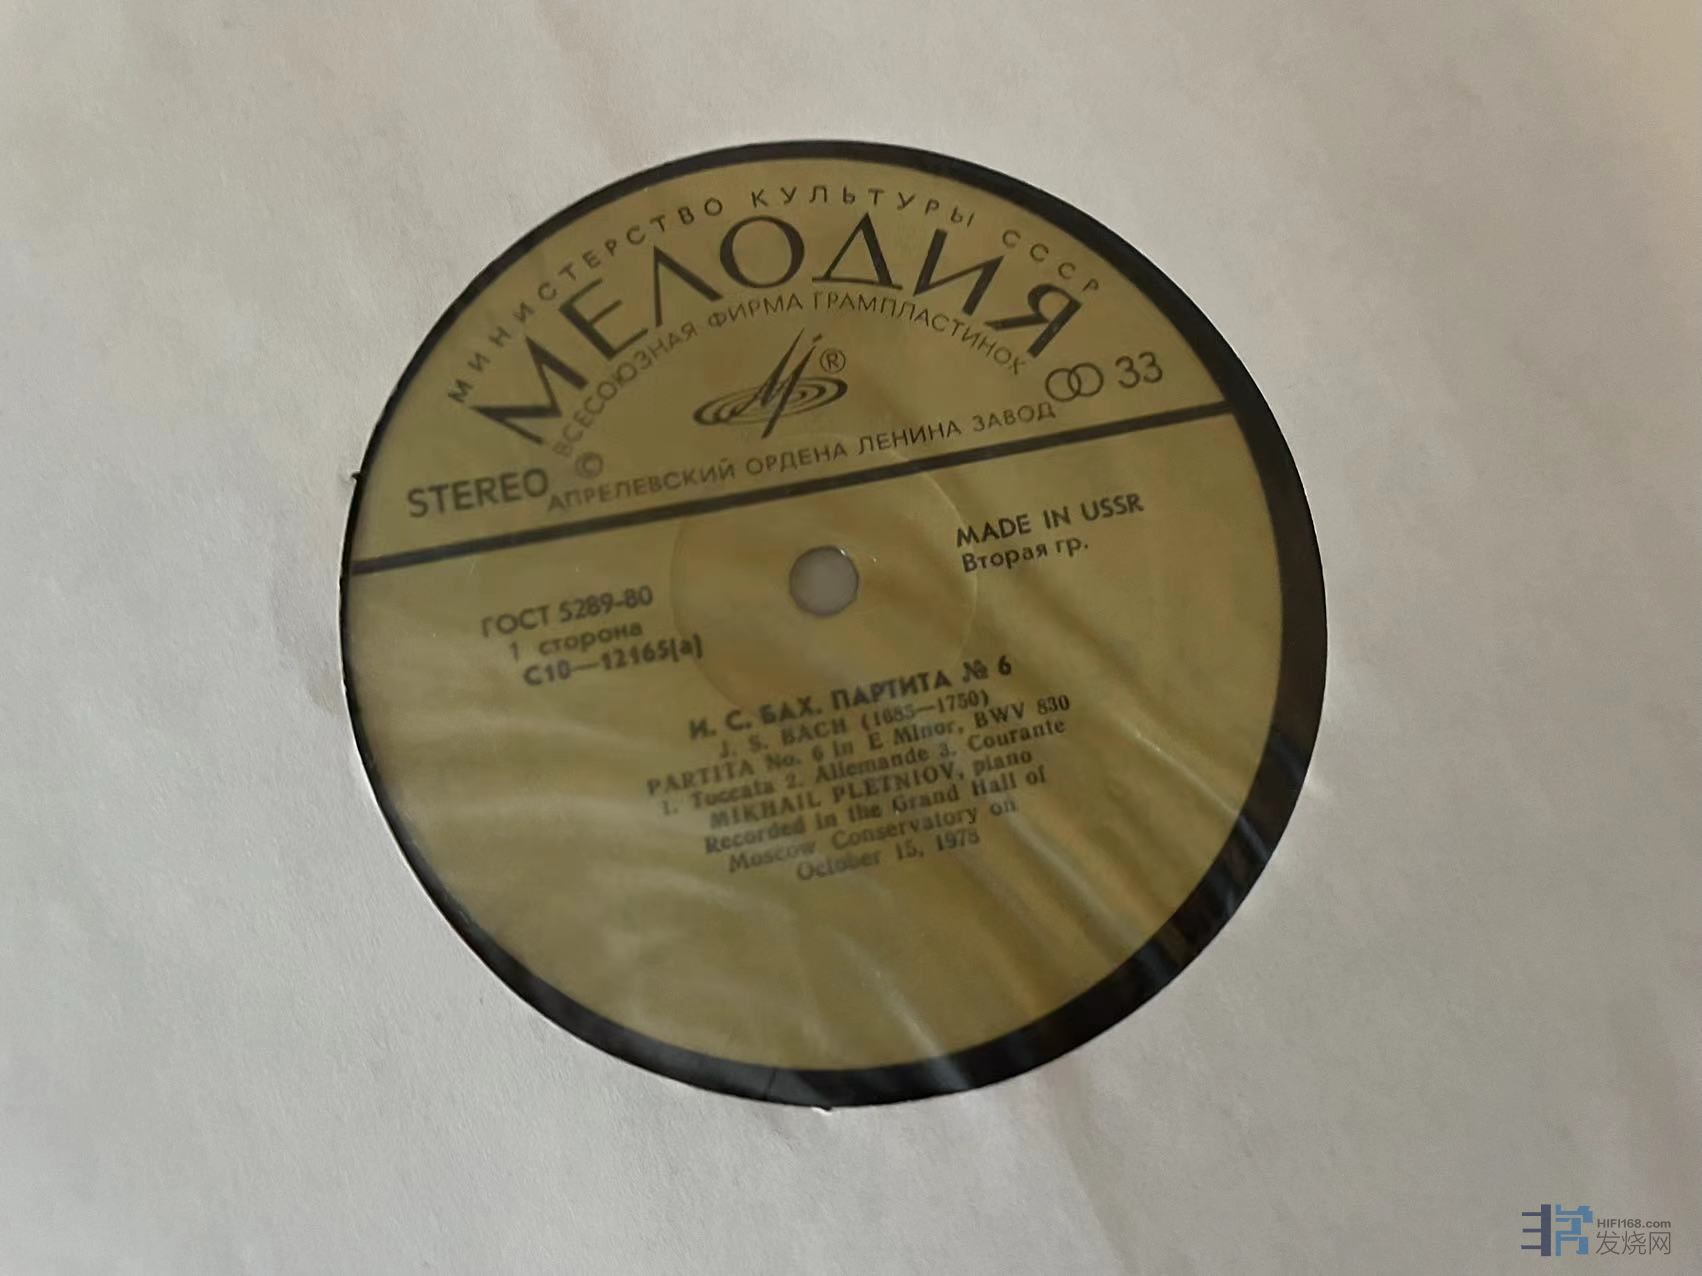 МИНИСТЕРСТВО КУЛЬТУРЫ СССР
МЕЛОДИЯ
ВСЕСОЮЗНАЯ ФИРМА ГРАМПЛАСТИНОК
®
33
STEREO
©
АПРЕЛЕВСКИЙ ОРДЕНА ЛЕНИНА ЗАВОД
MADE IN USSR
Вторая гр.
ГОСТ 5289-80
1 сторона
С10—12165(а)
И. С. БАХ. ПАРТИТА № 6
J. S. BACH (1685—1750)
PARTITA No. 6 in E Minor, BWV 830
1. Toccata 2. Allemande 3. Courante
MIKHAIL PLETNIOV, piano
Recorded in the Grand Hall of
Moscow Conservatory on
October 15, 1978
HIFI168.com
发烧网